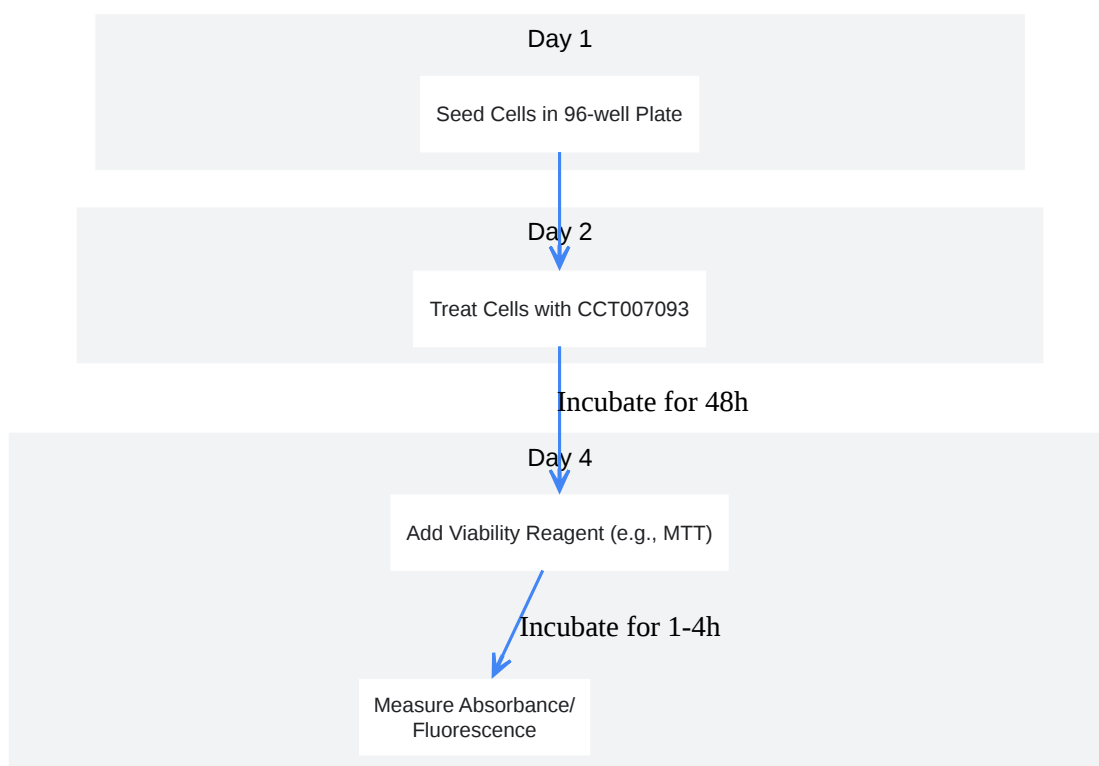 Day 1
Seed Cells in 96-well Plate
Day 2
Treat Cells with CCT007093
Incubate for 48h
Day 4
Add Viability Reagent (e.g., MTT)
Incubate for 1-4h
Measure Absorbance/
Fluorescence